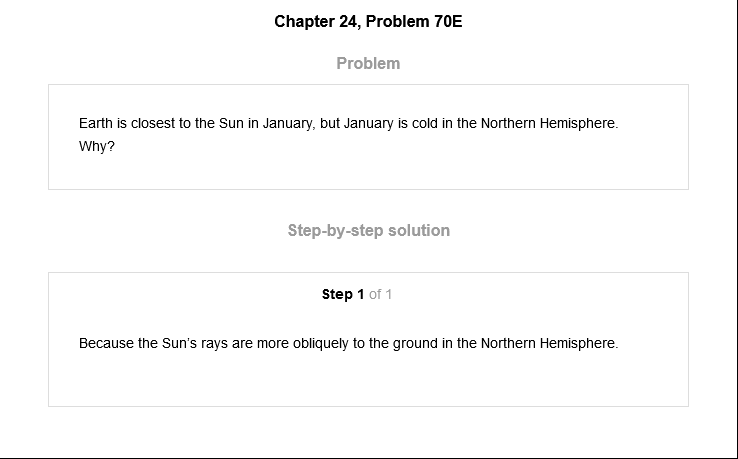 Chapter 24, Problem 70E
Problem
Earth is closest to the Sun in January, but January is cold in the Northern Hemisphere.
Why?
Step-by-step solution
Step 1 of 1
Because the Sun's rays are more obliquely to the ground in the Northern Hemisphere.